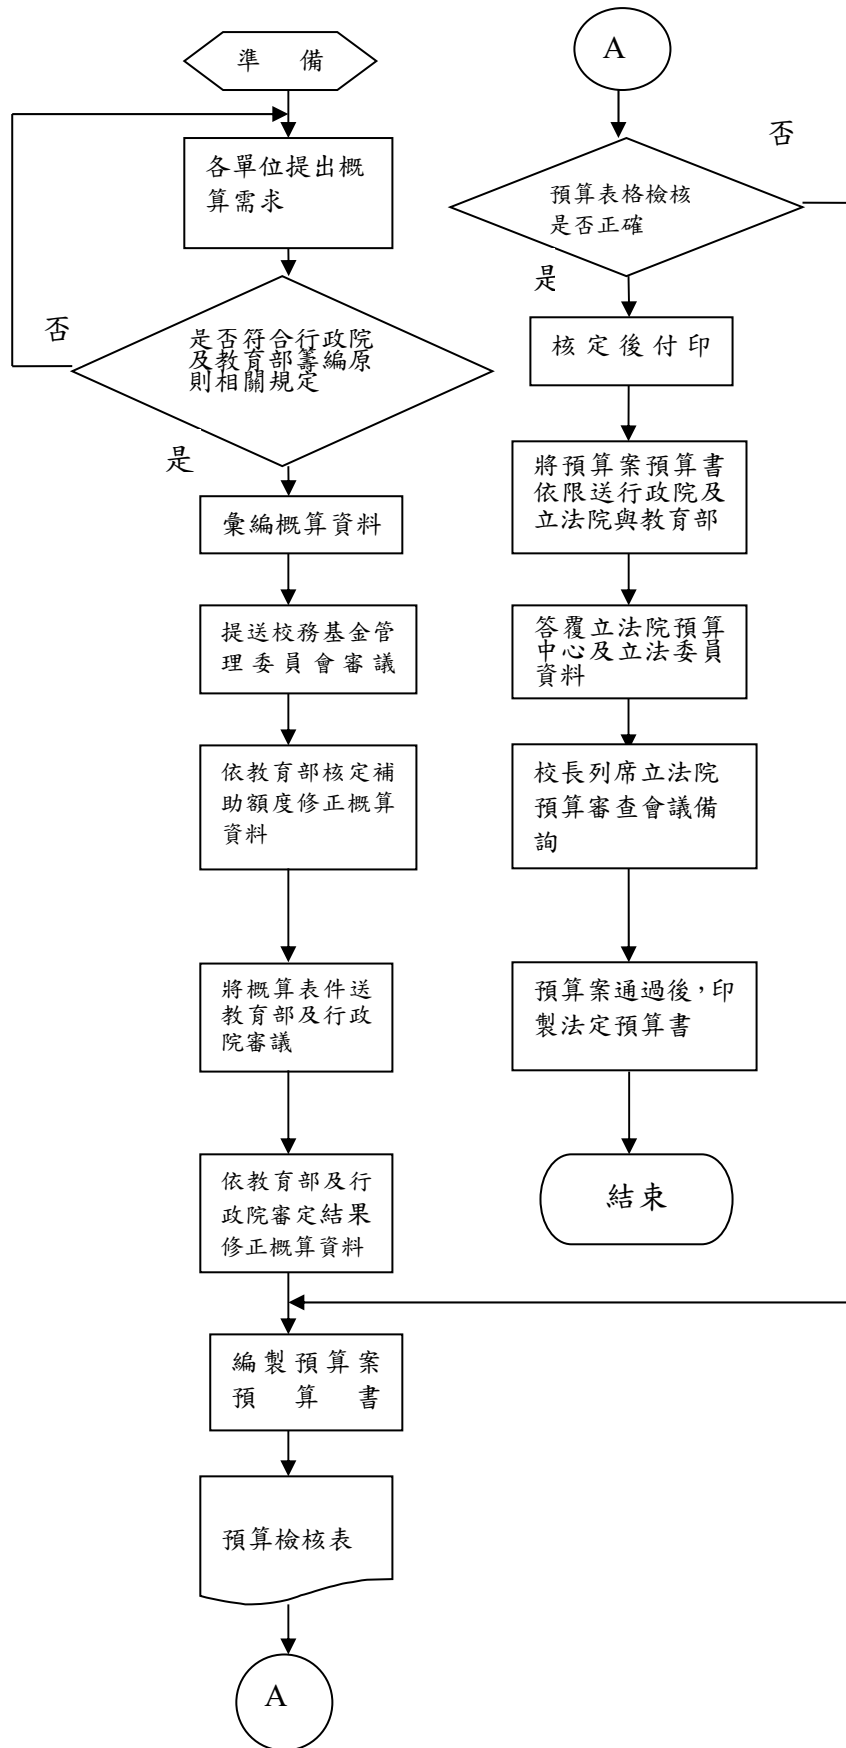 準　備
各單位提出概
算需求
否
是否符合行政院
及教育部籌編原
則相關規定
是
彙編概算資料
提送校務基金管
理委員會審議
依教育部核定補
助額度修正概算
資料
將概算表件送
教育部及行政
院審議
依教育部及行
政院審定結果
修正概算資料
編製預算案
預　算　書
預算檢核表
A
A
否
預算表格檢核
是否正確
是
核定後付印
將預算案預算書
依限送行政院及
立法院與教育部
答覆立法院預算
中心及立法委員
資料
校長列席立法院
預算審查會議備
詢
預算案通過後，印
製法定預算書
結束